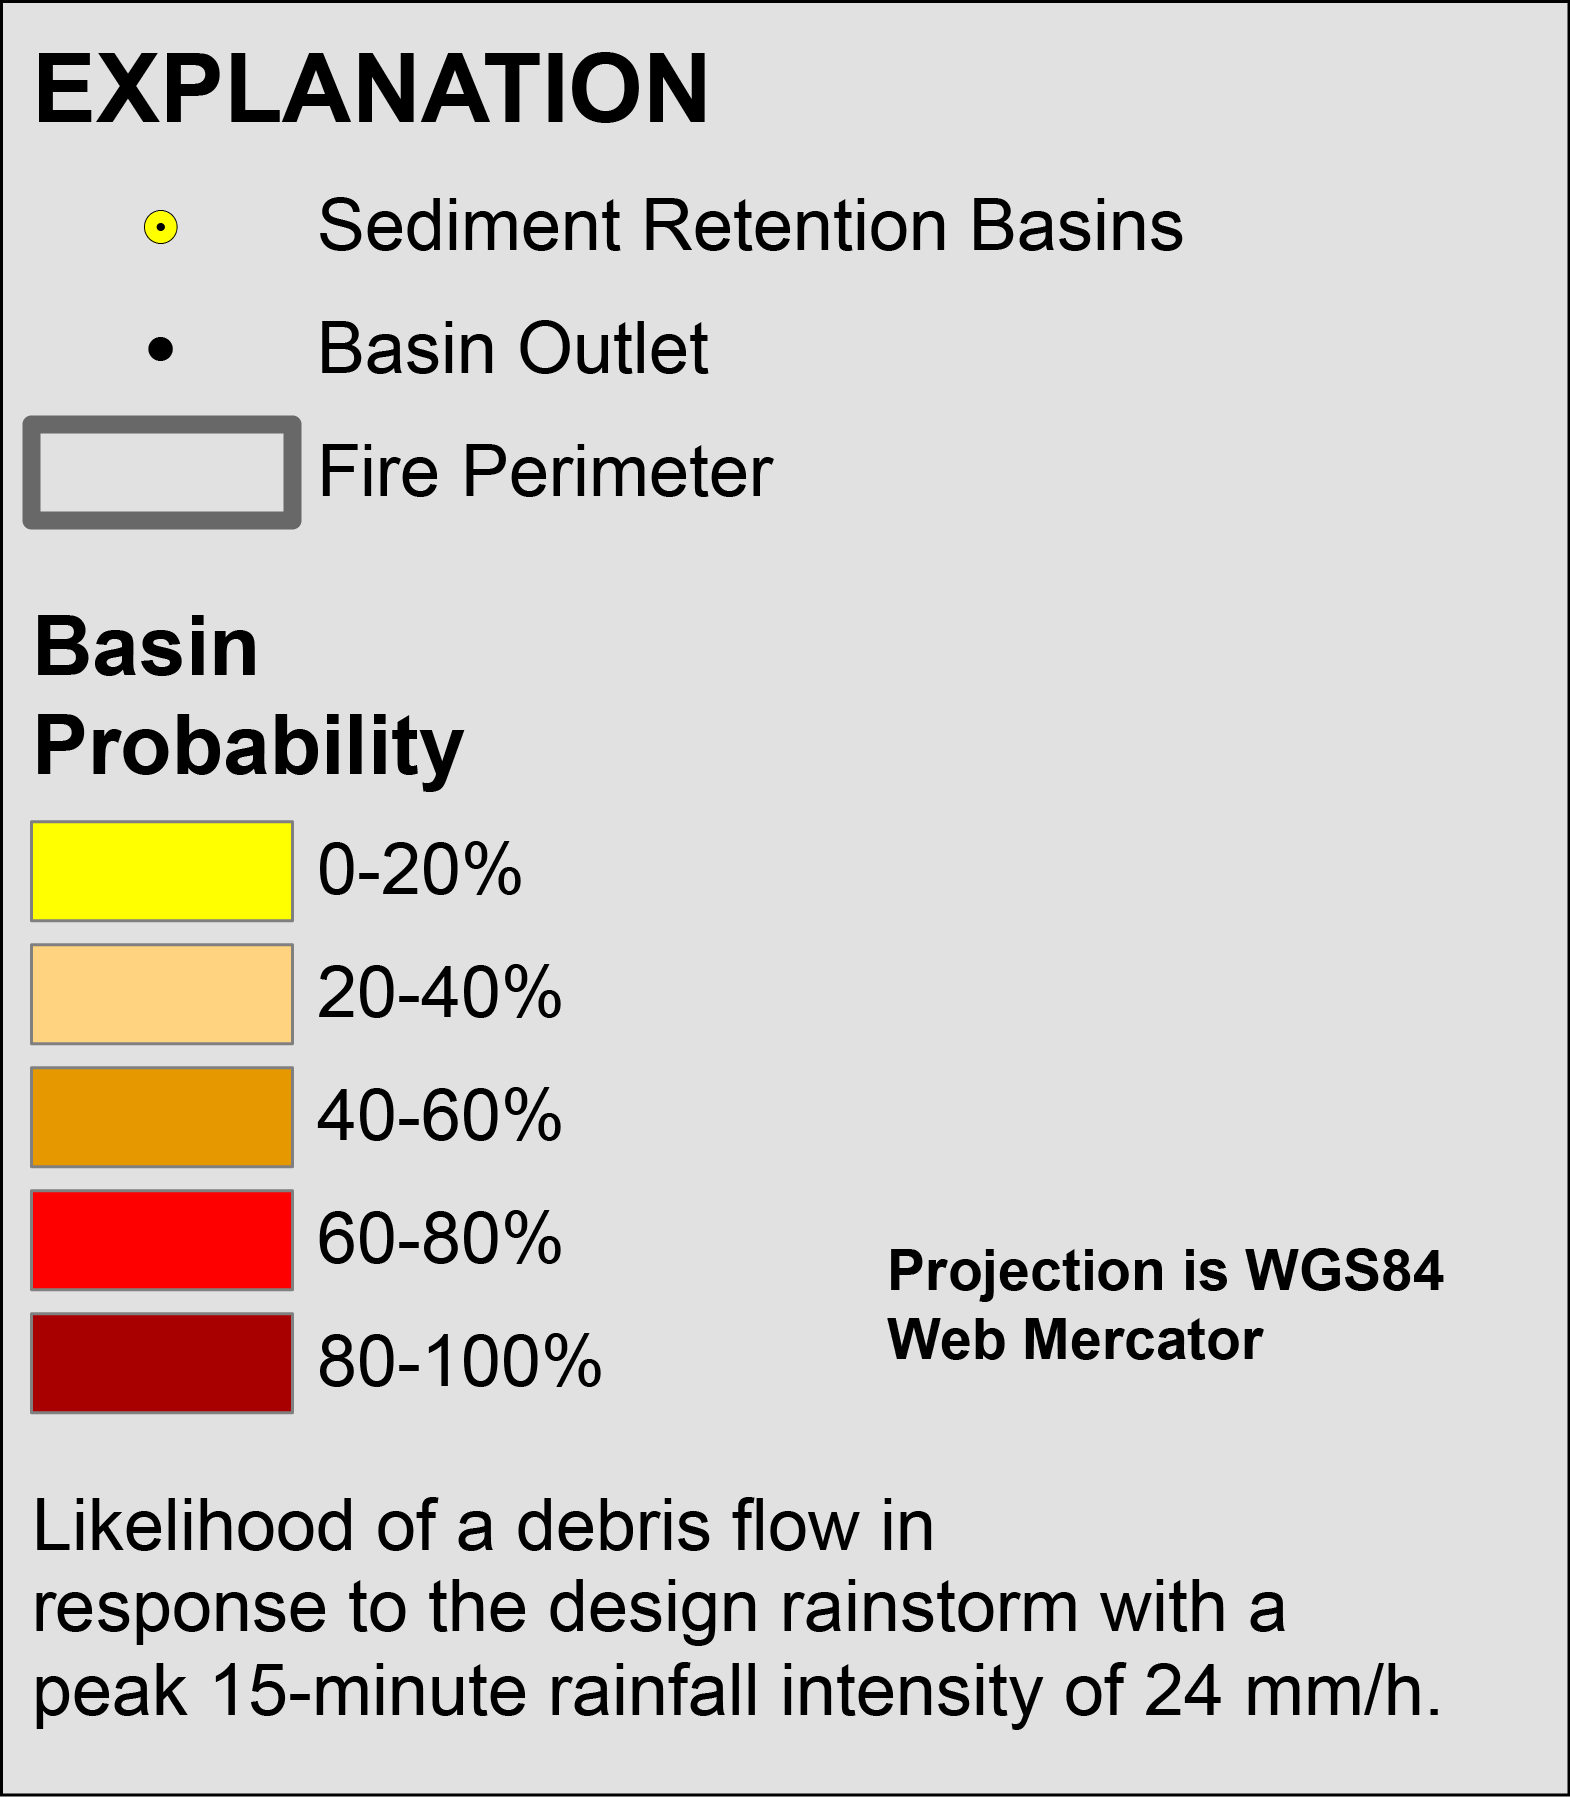 EXPLANATION
Sediment Retention Basins
Basin Outlet
Fire Perimeter
Basin
Probability
0-20%
20-40%
40-60%
60-80%
80-100%
Projection is WGS84
Web Mercator
Likelihood of a debris flow in
response to the design rainstorm with a
peak 15-minute rainfall intensity of 24 mm/h.